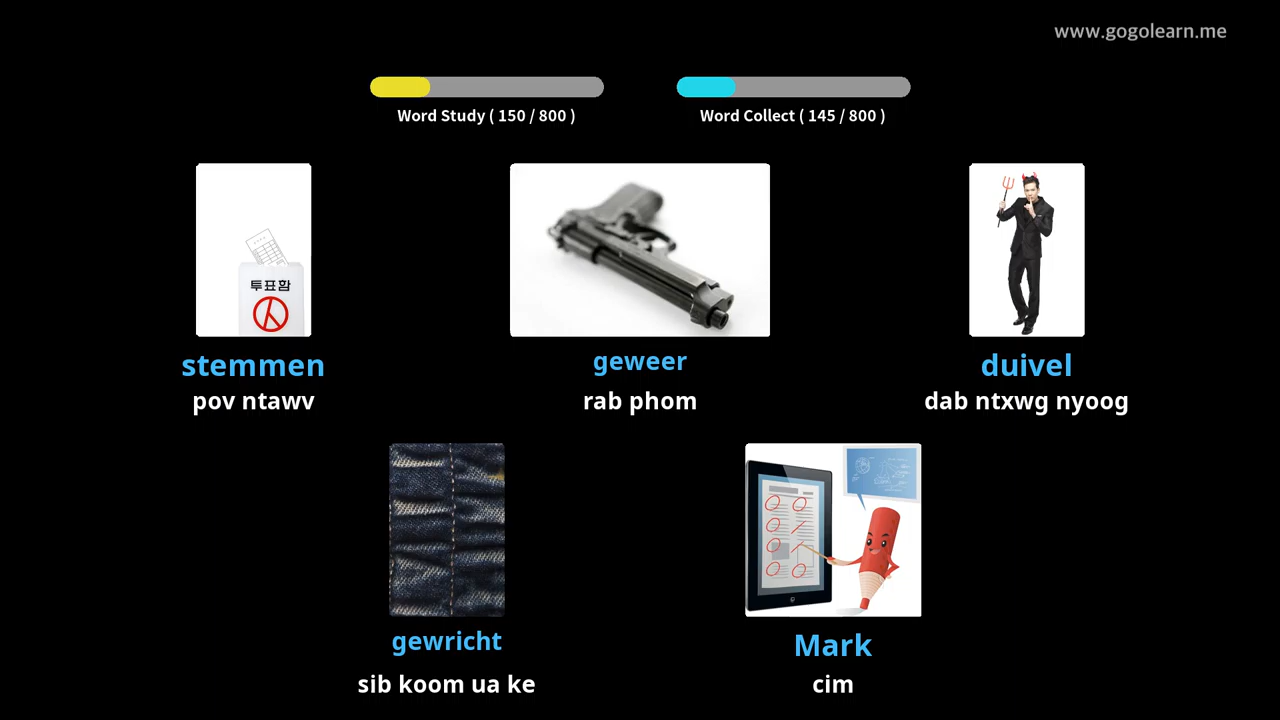 www.gogolearn.me
Word Study ( 150 / 800 )
Word Collect ( 145 / 800 )
투표함
stemmen
pov ntawv
geweer
rab phom
duivel
dab ntxwg nyoog
gewricht
sib koom ua ke
Mark
cim